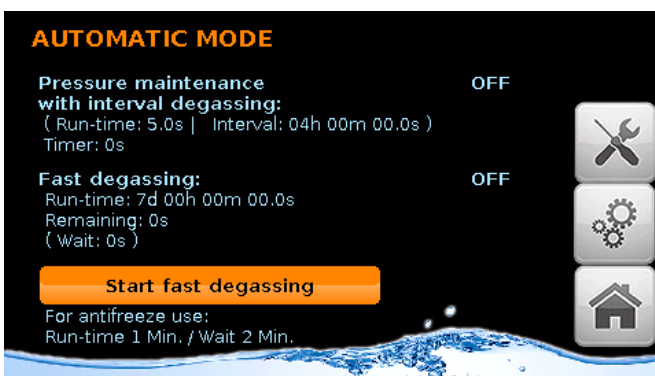 AUTOMATIC MODE
Pressure maintenance OFF
with interval degassing:
( Run-time: 5.0s | Interval: 04h 00m 00.0s )
Timer: 0s
Fast degassing: OFF
Run-time: 7d 00h 00m 00.0s
Remaining: 0s
( Wait: 0s )
Start fast degassing
For antifreeze use:
Run-time 1 Min. / Wait 2 Min.